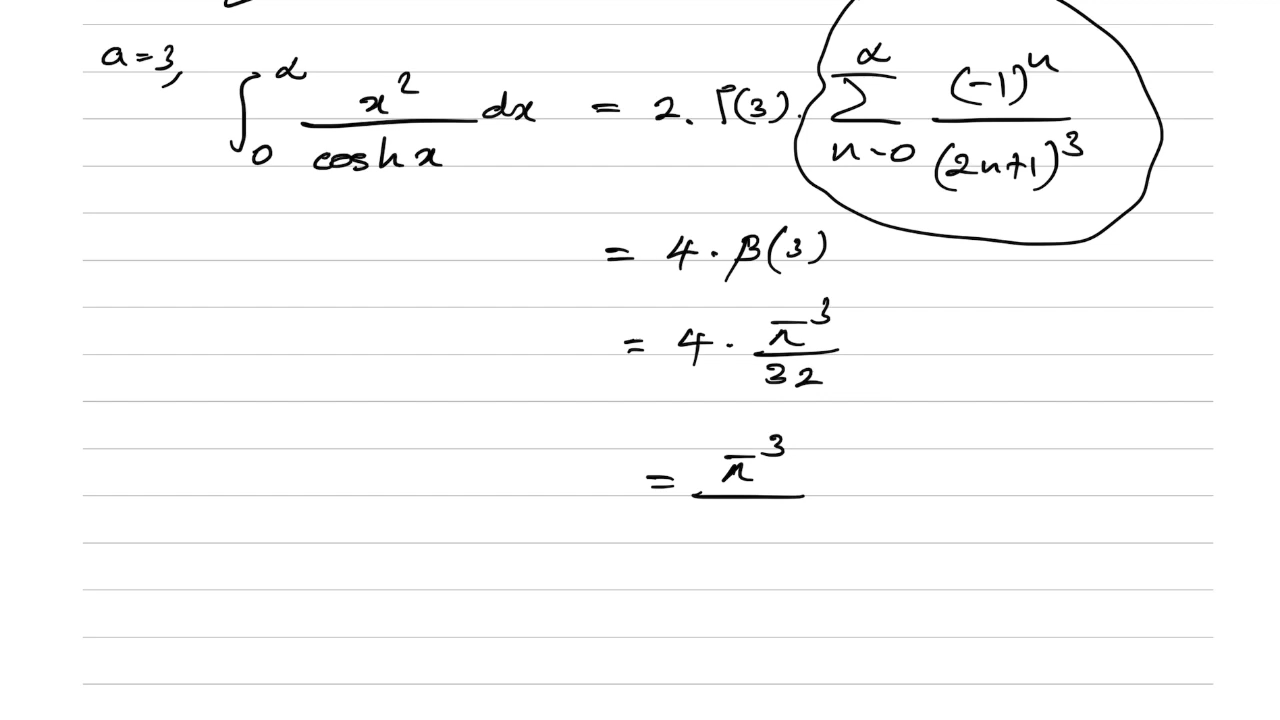 a=3, ∫₀^∞ x²/cosh x dx = 2. Γ(3). ∑_{n=0}^∞ (-1)ⁿ/(2n+1)³
= 4 · β(3)
= 4 · π³/32
= π³/